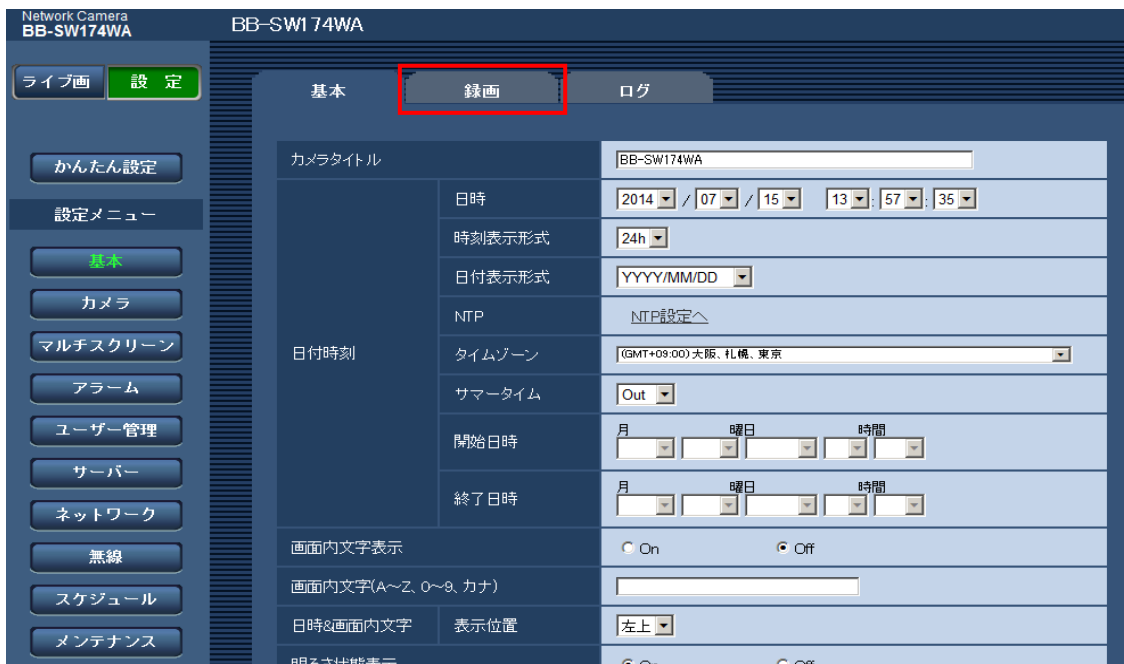 Network Camera
BB-SW174WA
BB-SW174WA
ライブ画
設 定
基本
録画
ログ
かんたん設定
設定メニュー
基本
カメラ
マルチスクリーン
アラーム
ユーザー管理
サーバー
ネットワーク
無線
スケジュール
メンテナンス
カメラタイトル
BB-SW174WA
日付時刻
日時
2014 / 07 / 15 13 : 57 : 35
時刻表示形式
24h
日付表示形式
YYYY/MM/DD
NTP
NTP設定へ
タイムゾーン
(GMT+09:00)大阪、札幌、東京
サマータイム
Out
開始日時
月 曜日 時間
終了日時
月 曜日 時間
画面内文字表示
On Off
画面内文字(A～Z、0～9、カナ)
日時&画面内文字
表示位置
左上
明るさ状態表示
On Off